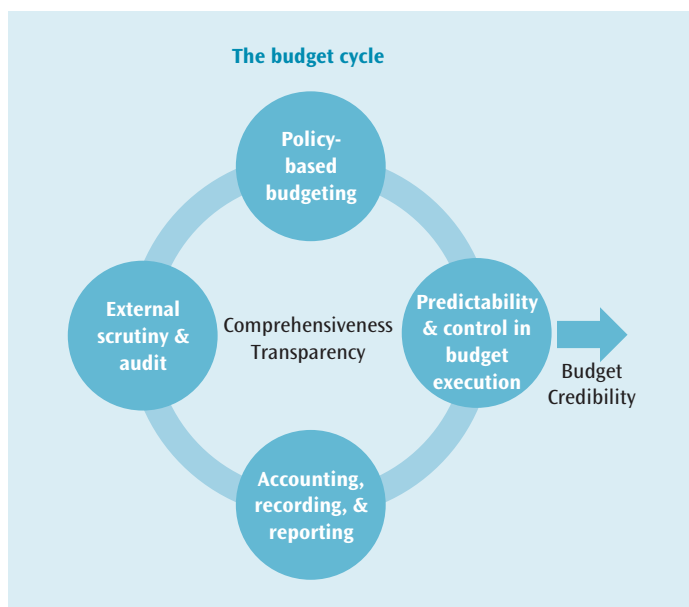 The budget cycle
Policy-
based
budgeting
External
scrutiny &
audit
Comprehensiveness
Transparency
Predictability
& control in
budget
execution
Budget
Credibility
Accounting,
recording, &
reporting